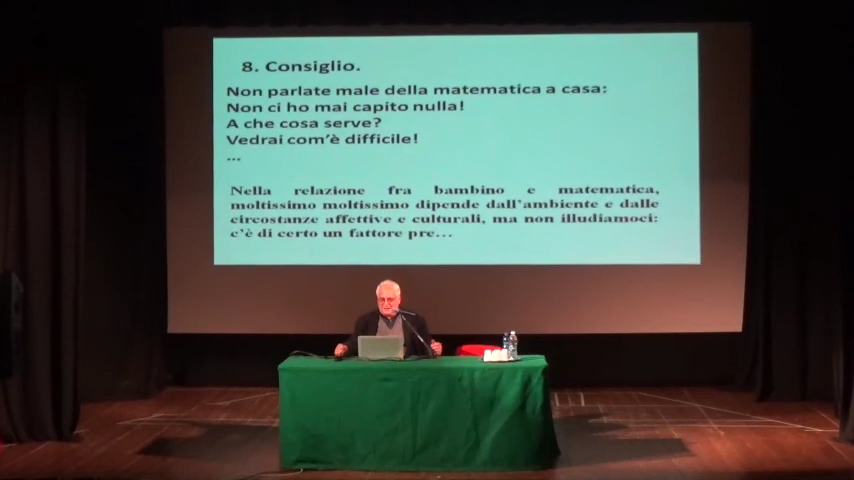 8. Consiglio.
Non parlate male della matematica a casa:
Non ci ho mai capito nulla!
A che cosa serve?
Vedrai com'è difficile!
...
Nella relazione fra bambino e matematica,
moltissimo moltissimo dipende dall'ambiente e dalle
circostanze affettive e culturali, ma non illudiamoci:
c'è di certo un fattore pre...